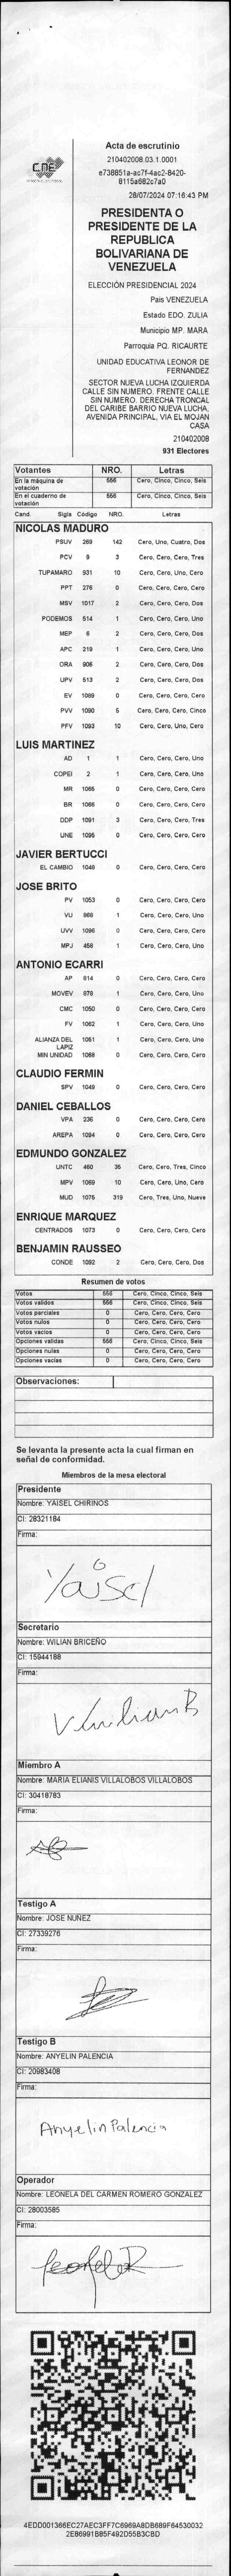 Acta de escrutinio
210402008.03.1.0001
e738851a-ac7f-4ac2-8420-
8115a682c7a0
28/07/2024 07:16:43 PM
CNE
PRESIDENTA O
PRESIDENTE DE LA
REPUBLICA
BOLIVARIANA DE
VENEZUELA
ELECCIÓN PRESIDENCIAL 2024
Pais VENEZUELA
Estado EDO. ZULIA
Municipio MP. MARA
Parroquia PQ. RICAURTE
UNIDAD EDUCATIVA LEONOR DE
FERNANDEZ
SECTOR NUEVA LUCHA IZQUIERDA
CALLE SIN NUMERO. FRENTE CALLE
SIN NUMERO. DERECHA TRONCAL
DEL CARIBE BARRIO NUEVA LUCHA,
AVENIDA PRINCIPAL, VIA EL MOJAN
CASA
210402008
931 Electores
Votantes NRO. Letras
En la máquina de votación 556 Cero, Cinco, Cinco, Seis
En el cuaderno de votación 556 Cero, Cinco, Cinco, Seis
Cand. Sigla Código NRO. Letras
NICOLAS MADURO
PSUV 269 142 Cero, Uno, Cuatro, Dos
PCV 9 3 Cero, Cero, Cero, Tres
TUPAMARO 931 10 Cero, Cero, Uno, Cero
PPT 276 0 Cero, Cero, Cero, Cero
MSV 1017 2 Cero, Cero, Cero, Dos
PODEMOS 514 1 Cero, Cero, Cero, Uno
MEP 6 2 Cero, Cero, Cero, Dos
APC 219 1 Cero, Cero, Cero, Uno
ORA 906 2 Cero, Cero, Cero, Dos
UPV 513 2 Cero, Cero, Cero, Dos
EV 1089 0 Cero, Cero, Cero, Cero
PVV 1090 5 Cero, Cero, Cero, Cinco
PFV 1093 10 Cero, Cero, Uno, Cero
LUIS MARTINEZ
AD 1 1 Cero, Cero, Cero, Uno
COPEI 2 1 Cero, Cero, Cero, Uno
MR 1065 0 Cero, Cero, Cero, Cero
BR 1066 0 Cero, Cero, Cero, Cero
DDP 1091 3 Cero, Cero, Cero, Tres
UNE 1095 0 Cero, Cero, Cero, Cero
JAVIER BERTUCCI
EL CAMBIO 1048 0 Cero, Cero, Cero, Cero
JOSE BRITO
PV 1053 0 Cero, Cero, Cero, Cero
VU 868 1 Cero, Cero, Cero, Uno
UVV 1096 0 Cero, Cero, Cero, Cero
MPJ 458 1 Cero, Cero, Cero, Uno
ANTONIO ECARRI
AP 814 0 Cero, Cero, Cero, Cero
MOVEV 978 1 Cero, Cero, Cero, Uno
CMC 1050 0 Cero, Cero, Cero, Cero
FV 1062 1 Cero, Cero, Cero, Uno
ALIANZA DEL LAPIZ 1051 1 Cero, Cero, Cero, Uno
MIN UNIDAD 1068 0 Cero, Cero, Cero, Cero
CLAUDIO FERMIN
SPV 1049 0 Cero, Cero, Cero, Cero
DANIEL CEBALLOS
VPA 236 0 Cero, Cero, Cero, Cero
AREPA 1094 0 Cero, Cero, Cero, Cero
EDMUNDO GONZALEZ
UNTC 460 35 Cero, Cero, Tres, Cinco
MPV 1069 10 Cero, Cero, Uno, Cero
MUD 1075 319 Cero, Tres, Uno, Nueve
ENRIQUE MARQUEZ
CENTRADOS 1073 0 Cero, Cero, Cero, Cero
BENJAMIN RAUSSEO
CONDE 1092 2 Cero, Cero, Cero, Dos
Resumen de votos
Votos 556 Cero, Cinco, Cinco, Seis
Votos validos 556 Cero, Cinco, Cinco, Seis
Votos parciales 0 Cero, Cero, Cero, Cero
Votos nulos 0 Cero, Cero, Cero, Cero
Votos vacios 0 Cero, Cero, Cero, Cero
Opciones validas 556 Cero, Cinco, Cinco, Seis
Opciones nulas 0 Cero, Cero, Cero, Cero
Opciones vacias 0 Cero, Cero, Cero, Cero
Observaciones:
Se levanta la presente acta la cual firman en
señal de conformidad.
Miembros de la mesa electoral
Presidente
Nombre: YAISEL CHIRINOS
CI: 28321184
Firma:
Yaisel
Secretario
Nombre: WILIAN BRICEÑO
CI: 15944188
Firma:
Miembro A
Nombre: MARIA ELIANIS VILLALOBOS VILLALOBOS
CI: 30418783
Firma:
Testigo A
Nombre: JOSE NUNEZ
CI: 27339276
Firma:
Testigo B
Nombre: ANYELIN PALENCIA
CI: 20983408
Firma:
Anyelin Palencia
Operador
Nombre: LEONELA DEL CARMEN ROMERO GONZALEZ
CI: 28003585
Firma:
4EDD001366EC27AEC3FF7C6969A8DB689F64530032
2E86991B85F492D55B3CBD